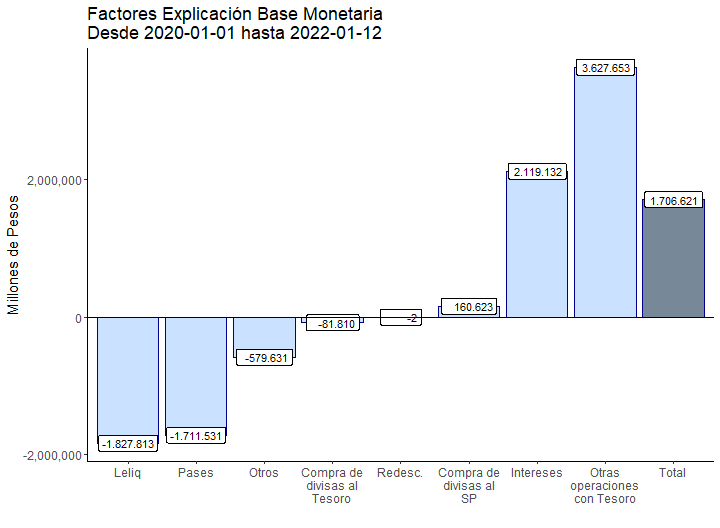 Factores Explicación Base Monetaria
Desde 2020-01-01 hasta 2022-01-12
Millones de Pesos
2,000,000
0
-2,000,000
-1.827.813
-1.711.531
-579.631
-81.810
-2
160.623
2.119.132
3.627.653
1.706.621
Leliq
Pases
Otros
Compra de
divisas al
Tesoro
Redesc.
Compra de
divisas al
SP
Intereses
Otras
operaciones
con Tesoro
Total